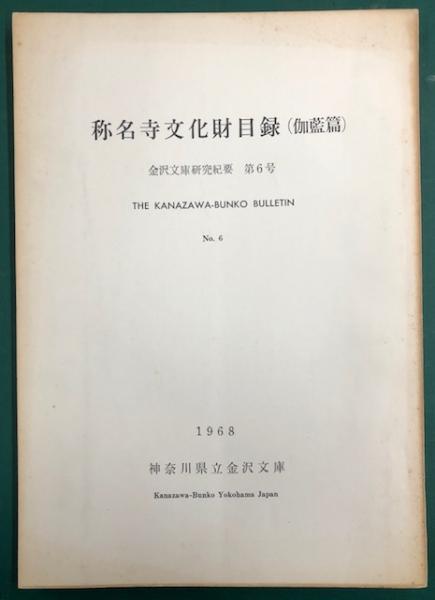 称名寺文化財目録(伽藍篇)
金沢文庫研究紀要 第6号
THE KANAZAWA-BUNKO BULLETIN
No. 6
1968
神奈川県立金沢文庫
Kanazawa-Bunko Yokohama Japan